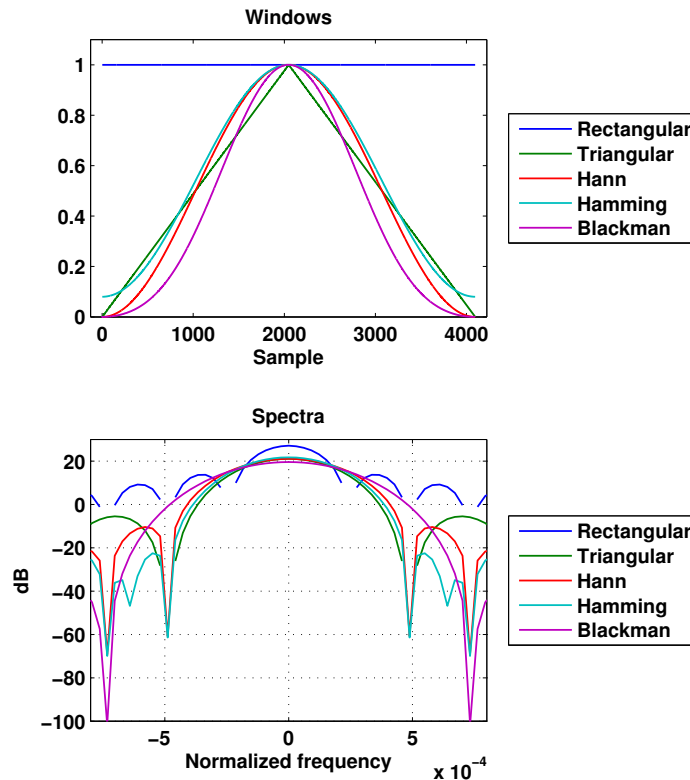 Windows
1
0.8
0.6
0.4
0.2
0
0 1000 2000 3000 4000
Sample
Rectangular
Triangular
Hann
Hamming
Blackman
Spectra
20
0
−20
−40
−60
−80
−100
dB
−5 0 5
Normalized frequency
x 10^-4
Rectangular
Triangular
Hann
Hamming
Blackman